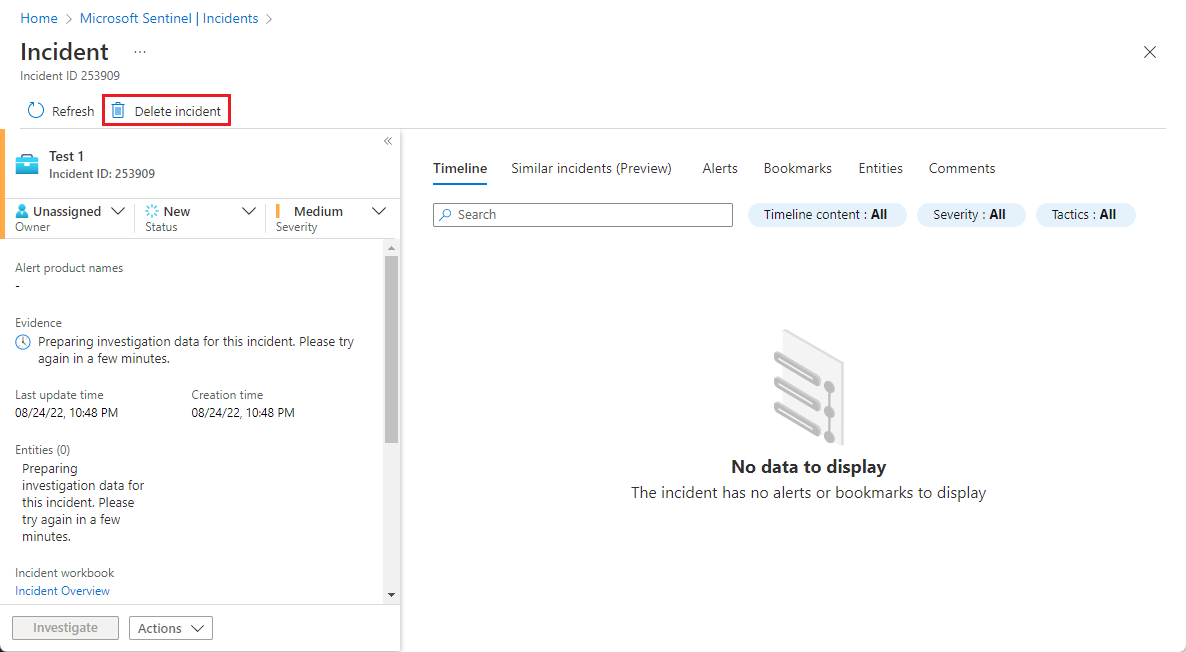 Home > Microsoft Sentinel | Incidents >
Incident ...
Incident ID 253909
Refresh Delete incident
«
Test 1
Incident ID: 253909
Unassigned New Medium
Owner Status Severity
Alert product names
-
Evidence
Preparing investigation data for this incident. Please try
again in a few minutes.
Last update time Creation time
08/24/22, 10:48 PM 08/24/22, 10:48 PM
Entities (0)
Preparing
investigation data for
this incident. Please
try again in a few
minutes.
Incident workbook
Incident Overview
Investigate Actions
Timeline Similar incidents (Preview) Alerts Bookmarks Entities Comments
Search Timeline content : All Severity : All Tactics : All
No data to display
The incident has no alerts or bookmarks to display